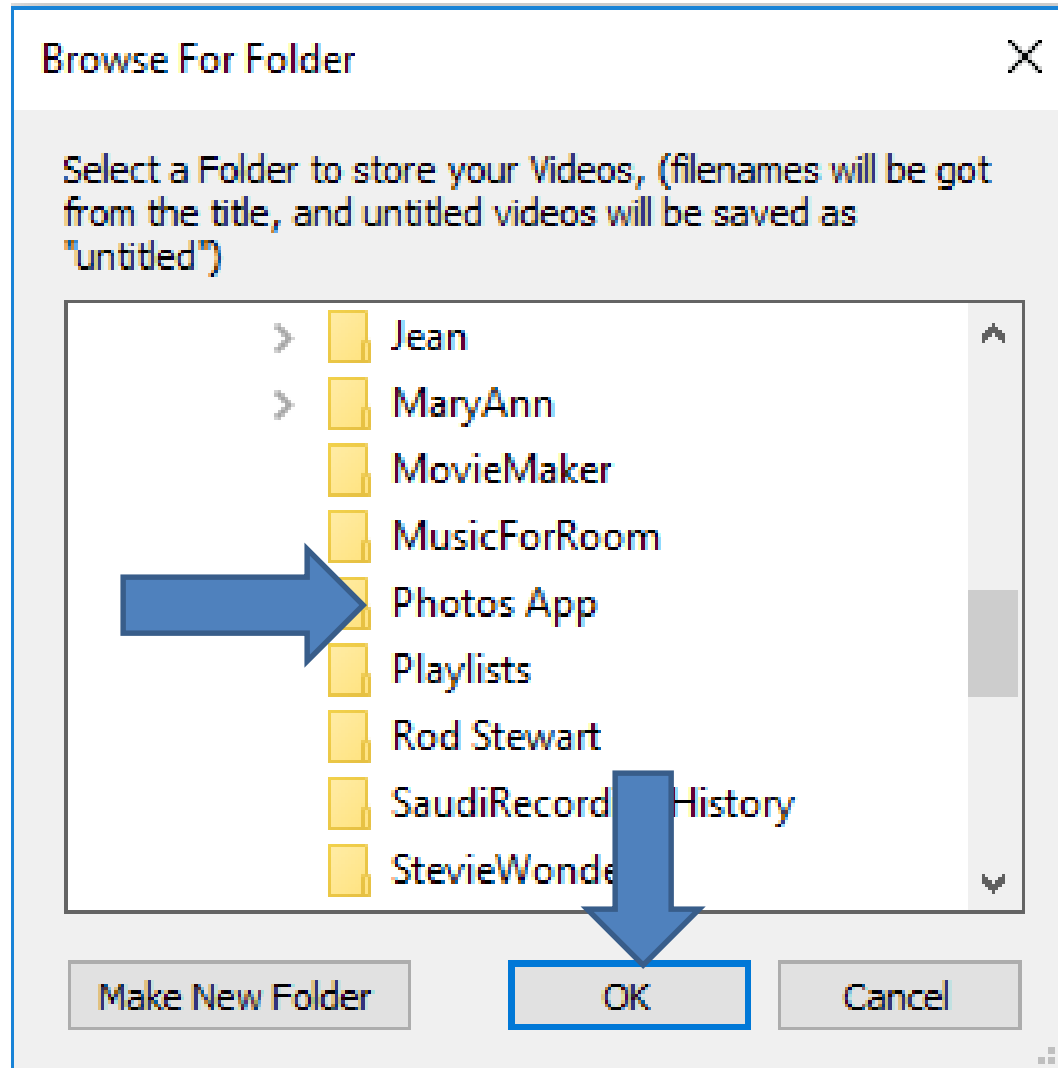 Browse For Folder
Select a Folder to store your Videos, (filenames will be got
from the title, and untitled videos will be saved as
"untitled")
Jean
MaryAnn
MovieMaker
MusicForRoom
Photos App
Playlists
Rod Stewart
History
Make New Folder
OK
Cancel